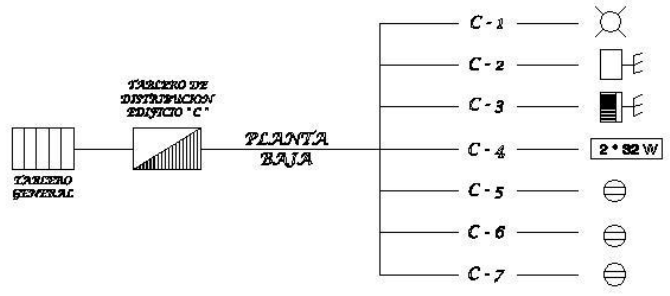 TABLERO DE
DISTRIBUCION
EDIFICIO "C"
TABLERO
GENERAL
PLANTA
BAJA
C - 1
C - 2
C - 3
C - 4
2 * 32 W
C - 5
C - 6
C - 7